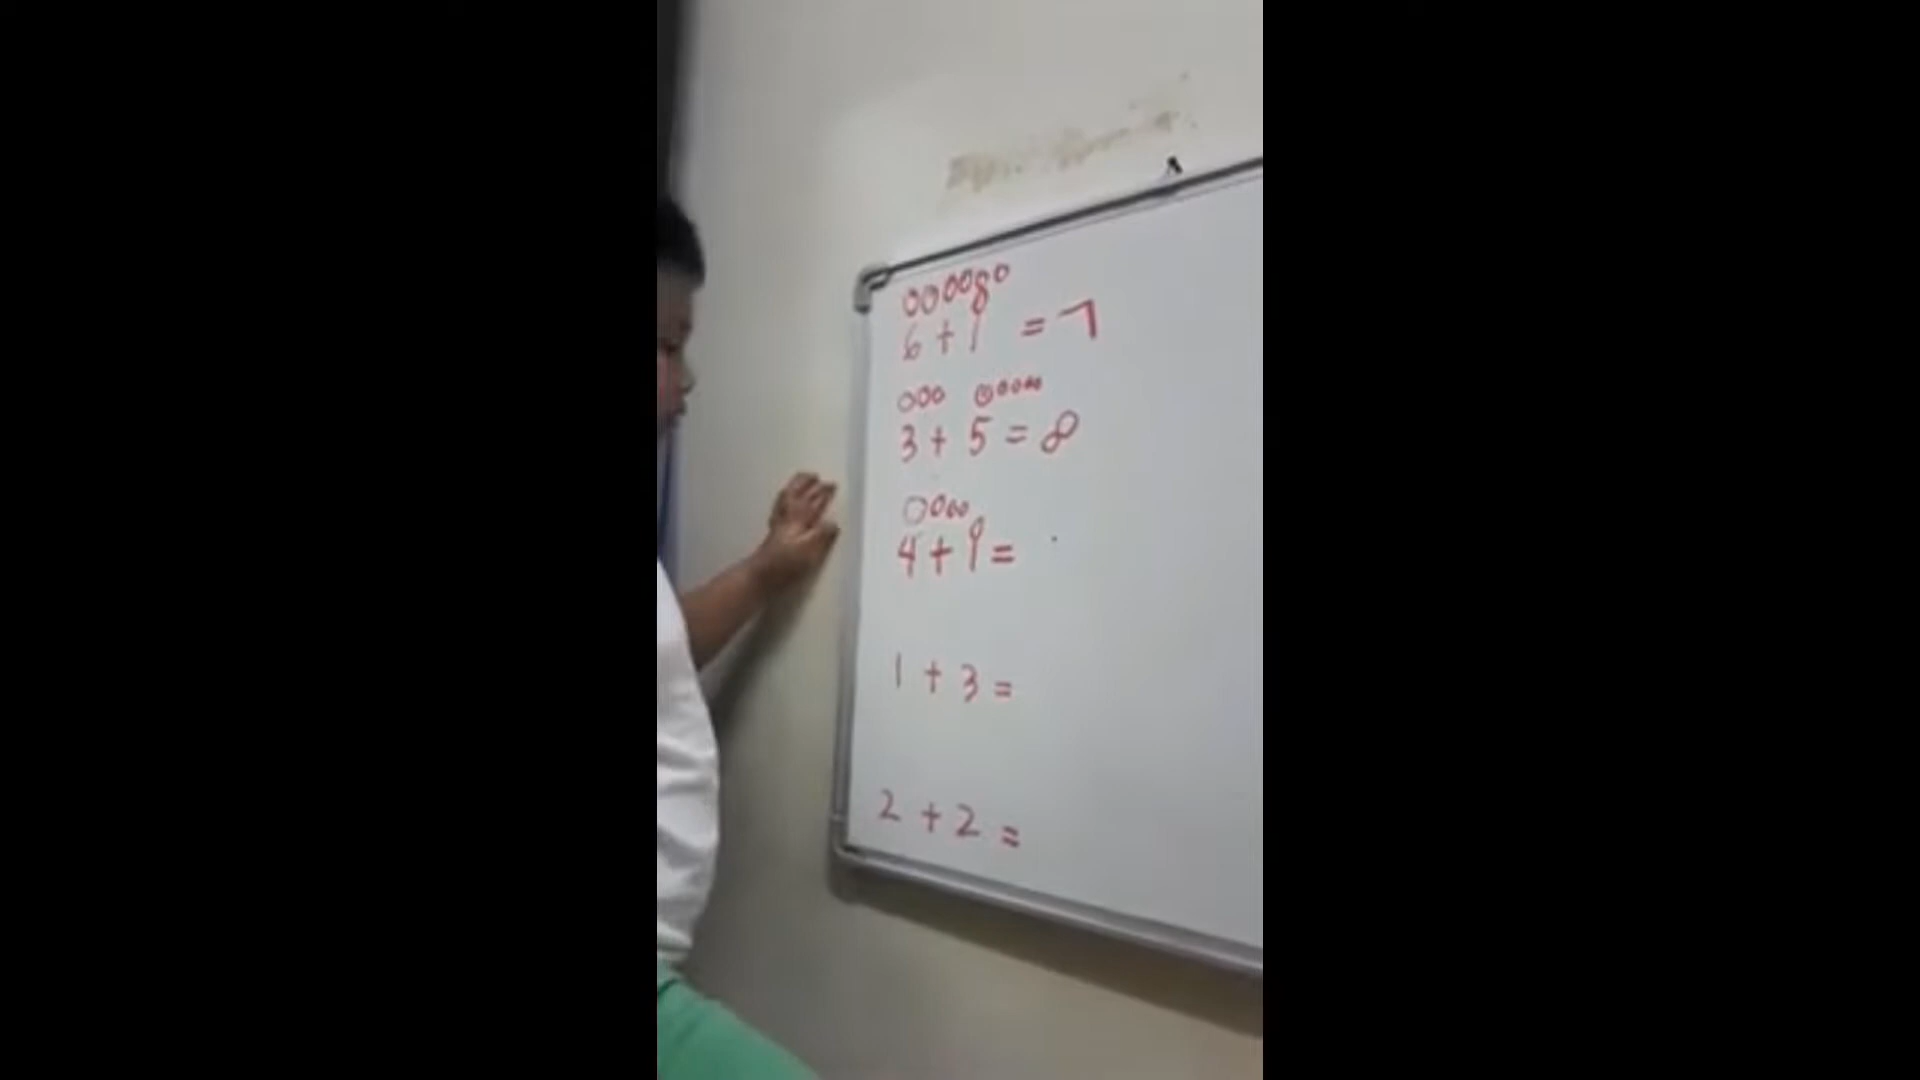 6 + 1 = 7
3 + 5 = 8
4 + 1 =
1 + 3 =
2 + 2 =